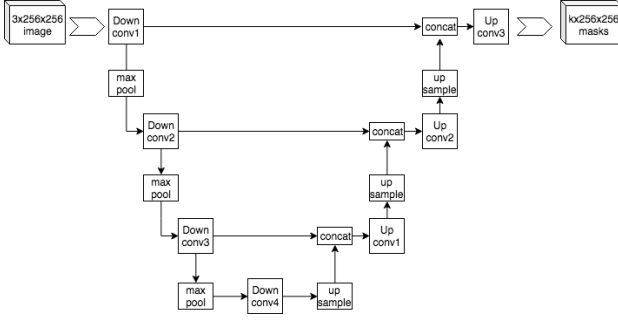 3x256x256
image
Down
conv1
concat
Up
conv3
kx256x256
masks
max
pool
up
sample
Down
conv2
concat
Up
conv2
max
pool
up
sample
Down
conv3
concat
Up
conv1
max
pool
Down
conv4
up
sample